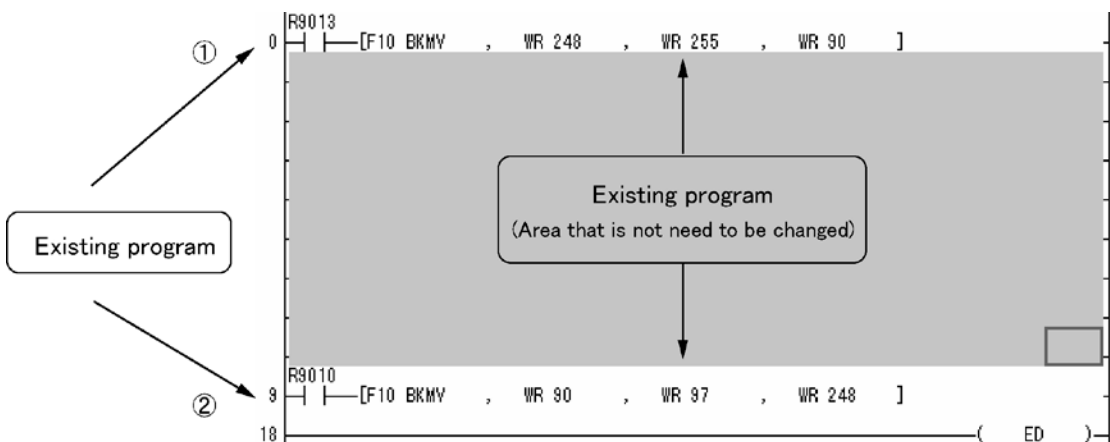 R9013
① 0 [F10 BKMV , WR 248 , WR 255 , WR 90 ]
Existing program
(Area that is not need to be changed)
Existing program
R9010
② 9 [F10 BKMV , WR 90 , WR 97 , WR 248 ]
18 ( ED )